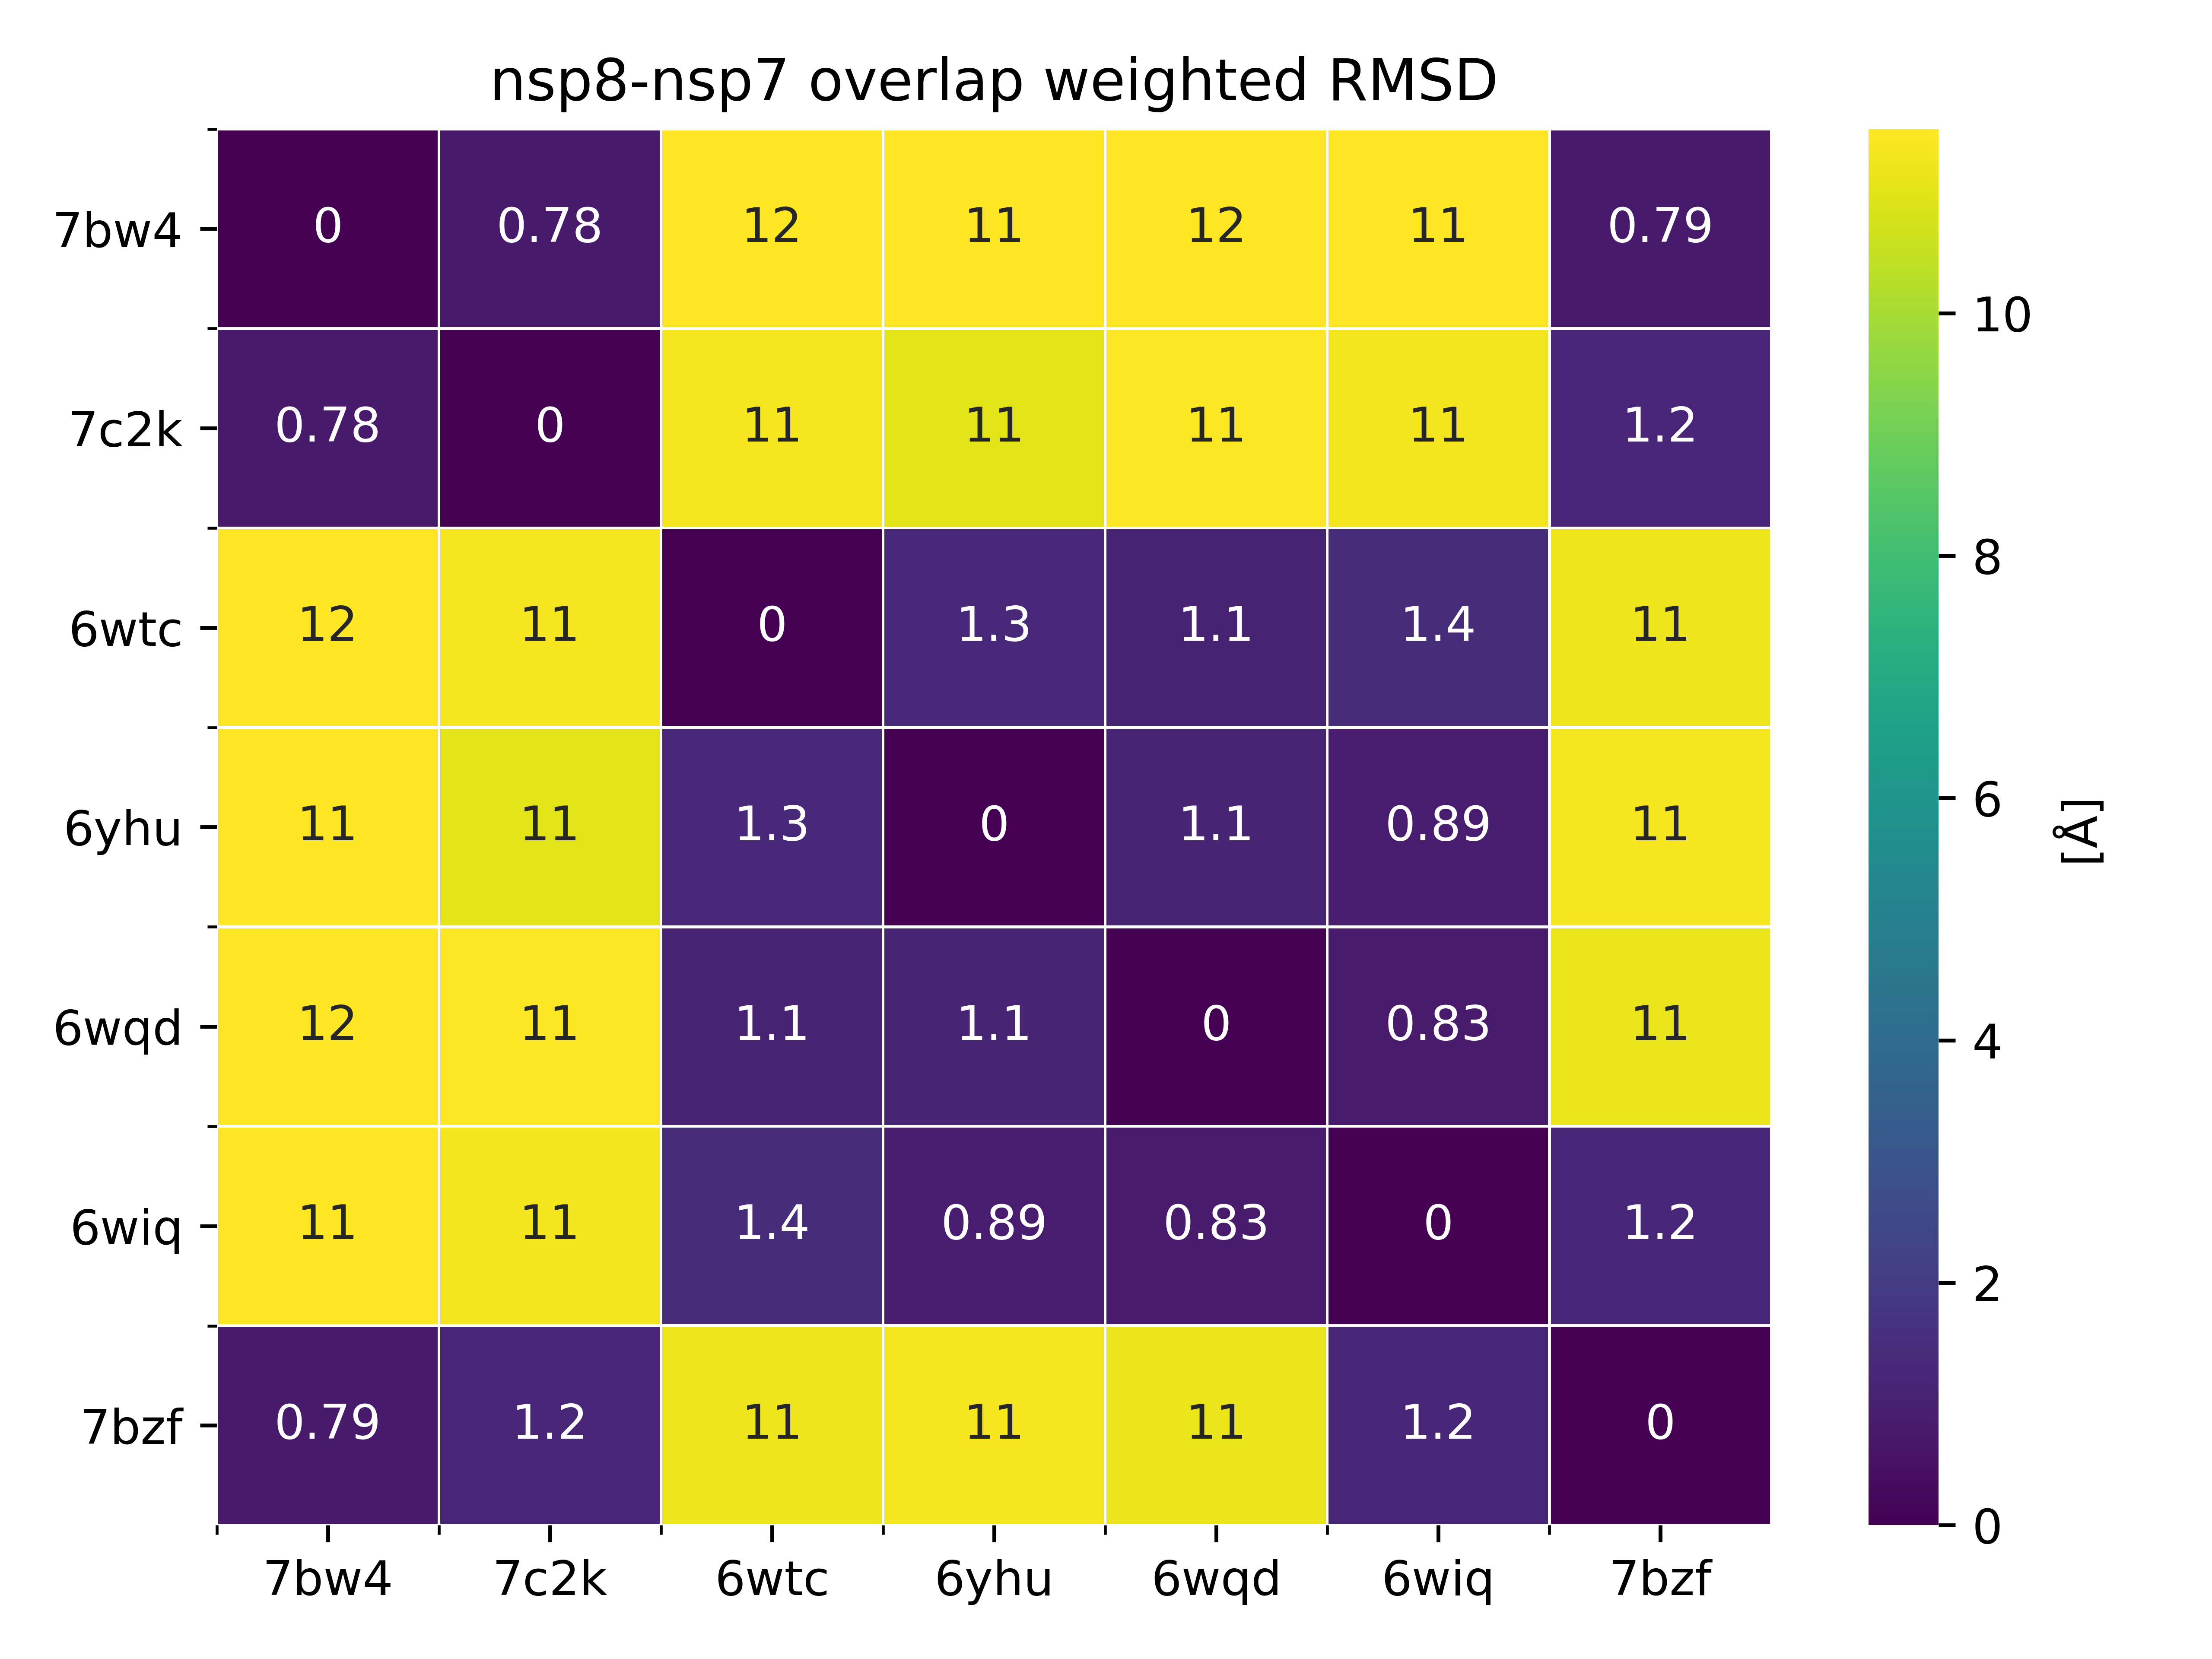 nsp8-nsp7 overlap weighted RMSD
7bw4 0 0.78 12 11 12 11 0.79
7c2k 0.78 0 11 11 11 11 1.2
6wtc 12 11 0 1.3 1.1 1.4 11
6yhu 11 11 1.3 0 1.1 0.89 11
6wqd 12 11 1.1 1.1 0 0.83 11
6wiq 11 11 1.4 0.89 0.83 0 1.2
7bzf 0.79 1.2 11 11 11 1.2 0
7bw4 7c2k 6wtc 6yhu 6wqd 6wiq 7bzf
10
8
6
4
2
0
[Å]